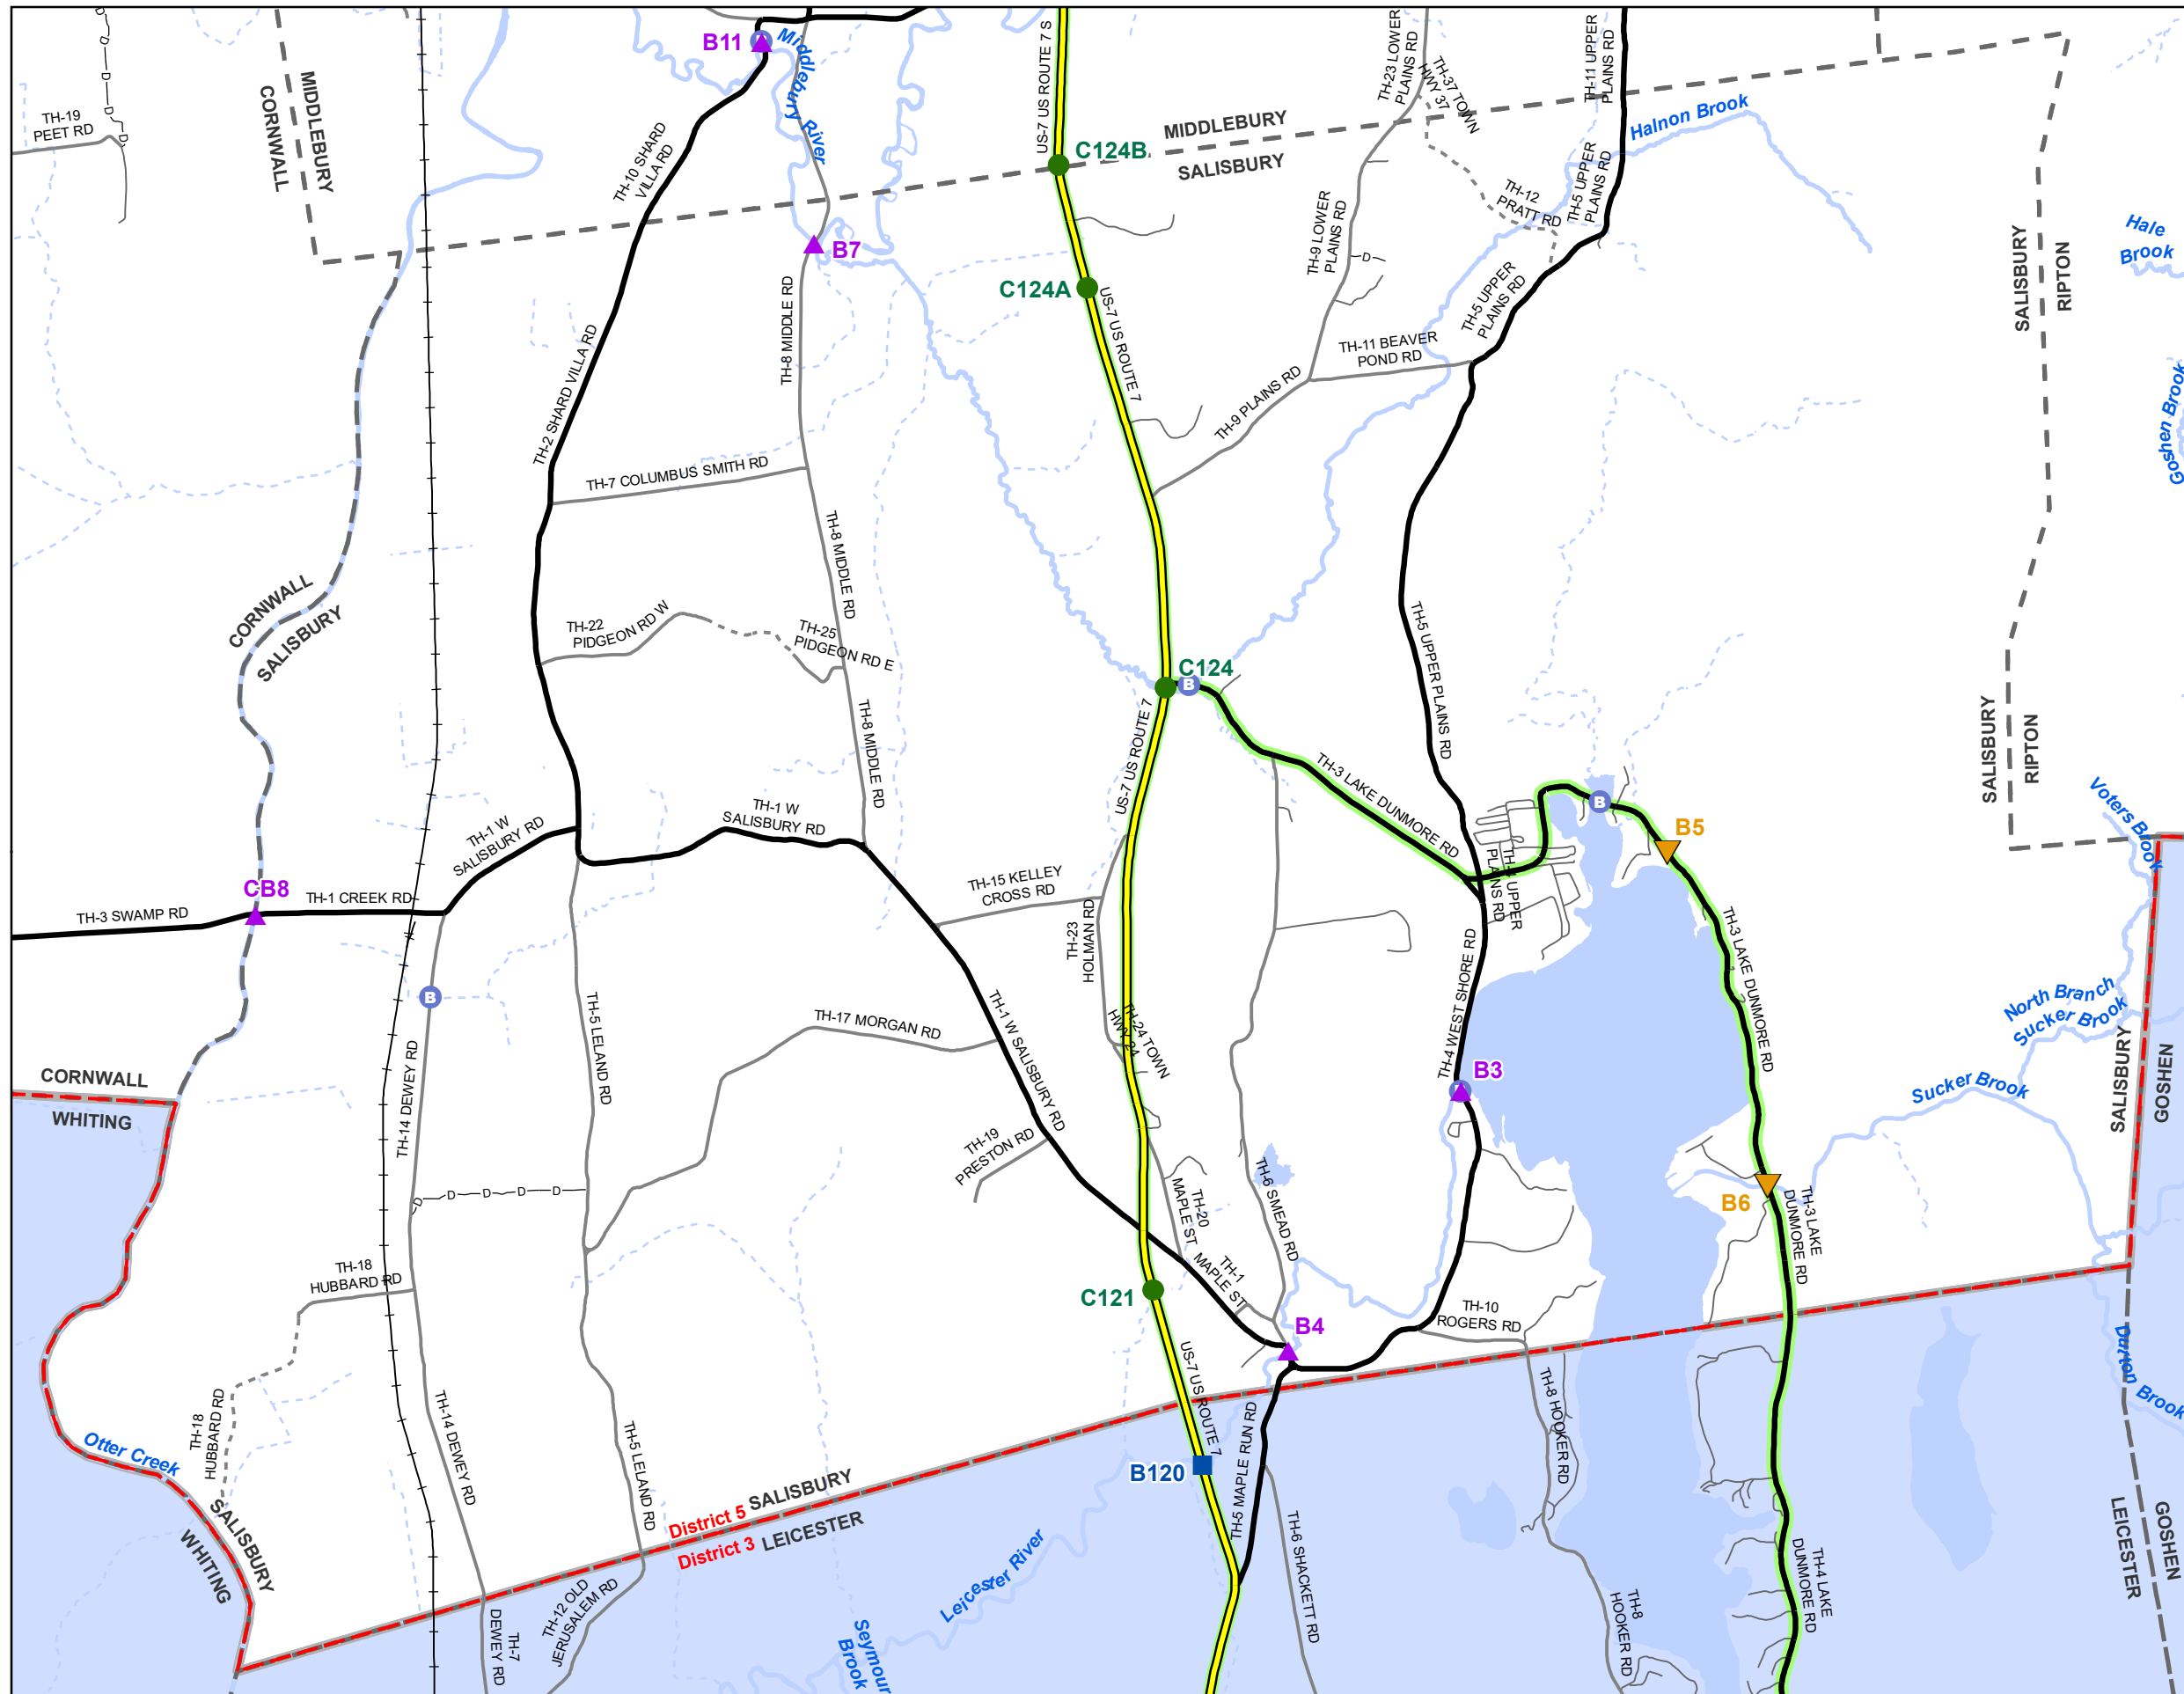 D
D
D
D
TH-19
PEET RD
MIDDLEBURY
CORNWALL
B11
Middlebury River
TH-10 SHARD
VILLA RD
US-7 US ROUTE 7 S
C124B
MIDDLEBURY
SALISBURY
TH-23 LOWER
PLAINS RD
TH-37 TOWN
HWY 37
TH-11 UPPER
PLAINS RD
Halnon Brook
TH-12
PRATT RD
TH-5 UPPER
PLAINS RD
TH-9 LOWER
PLAINS RD
D
Hale
Brook
SALISBURY
RIPTON
B7
C124A
US-7 US ROUTE 7
TH-8 MIDDLE RD
TH-5 UPPER
PLAINS RD
TH-11 BEAVER
POND RD
TH-9 PLAINS RD
TH-2 SHARD VILLA RD
TH-7 COLUMBUS SMITH RD
Goshen Brook
TH-8 MIDDLE RD
CORNWALL
SALISBURY
TH-22
PIDGEON RD W
TH-25
PIDGEON RD E
TH-8 MIDDLE RD
C124
B
US-7 US ROUTE 7
TH-5 UPPER PLAINS RD
TH-3 LAKE DUNMORE RD
SALISBURY
RIPTON
Voters Brook
B
B5
TH-4 UPPER
PLAINS RD
TH-1 W
SALISBURY RD
TH-1 W
SALISBURY RD
CB8
TH-3 SWAMP RD
TH-1 CREEK RD
TH-15 KELLEY
CROSS RD
TH-23
HOLMAN RD
TH-3 LAKE DUNMORE RD
TH-4 WEST SHORE RD
North Branch
Sucker Brook
B
TH-5 LELAND RD
TH-17 MORGAN RD
TH-1 W SALISBURY RD
TH-24 TOWN
HWY 24
B3
Sucker Brook
SALISBURY
GOSHEN
CORNWALL
WHITING
TH-14 DEWEY RD
TH-19
PRESTON RD
D
D
D
D
D
TH-20
MAPLE ST
TH-6 SMEAD RD
B6
TH-3 LAKE
DUNMORE RD
TH-18
HUBBARD RD
C121
TH-1
MAPLE ST
B4
TH-10
ROGERS RD
Dutton Brook
TH-18
HUBBARD RD
Otter Creek
TH-14 DEWEY RD
TH-5 LELAND RD
US-7 US ROUTE 7
TH-5 MAPLE RUN RD
TH-8 HOOKER RD
B120
SALISBURY
WHITING
District 5 SALISBURY
District 3 LEICESTER
Leicester River
TH-6 SHACKETT RD
TH-4 LAKE
DUNMORE RD
LEICESTER
GOSHEN
TH-7
DEWEY RD
TH-12 OLD
JERUSALEM RD
Seymour
Brook
TH-8
HOOKER RD